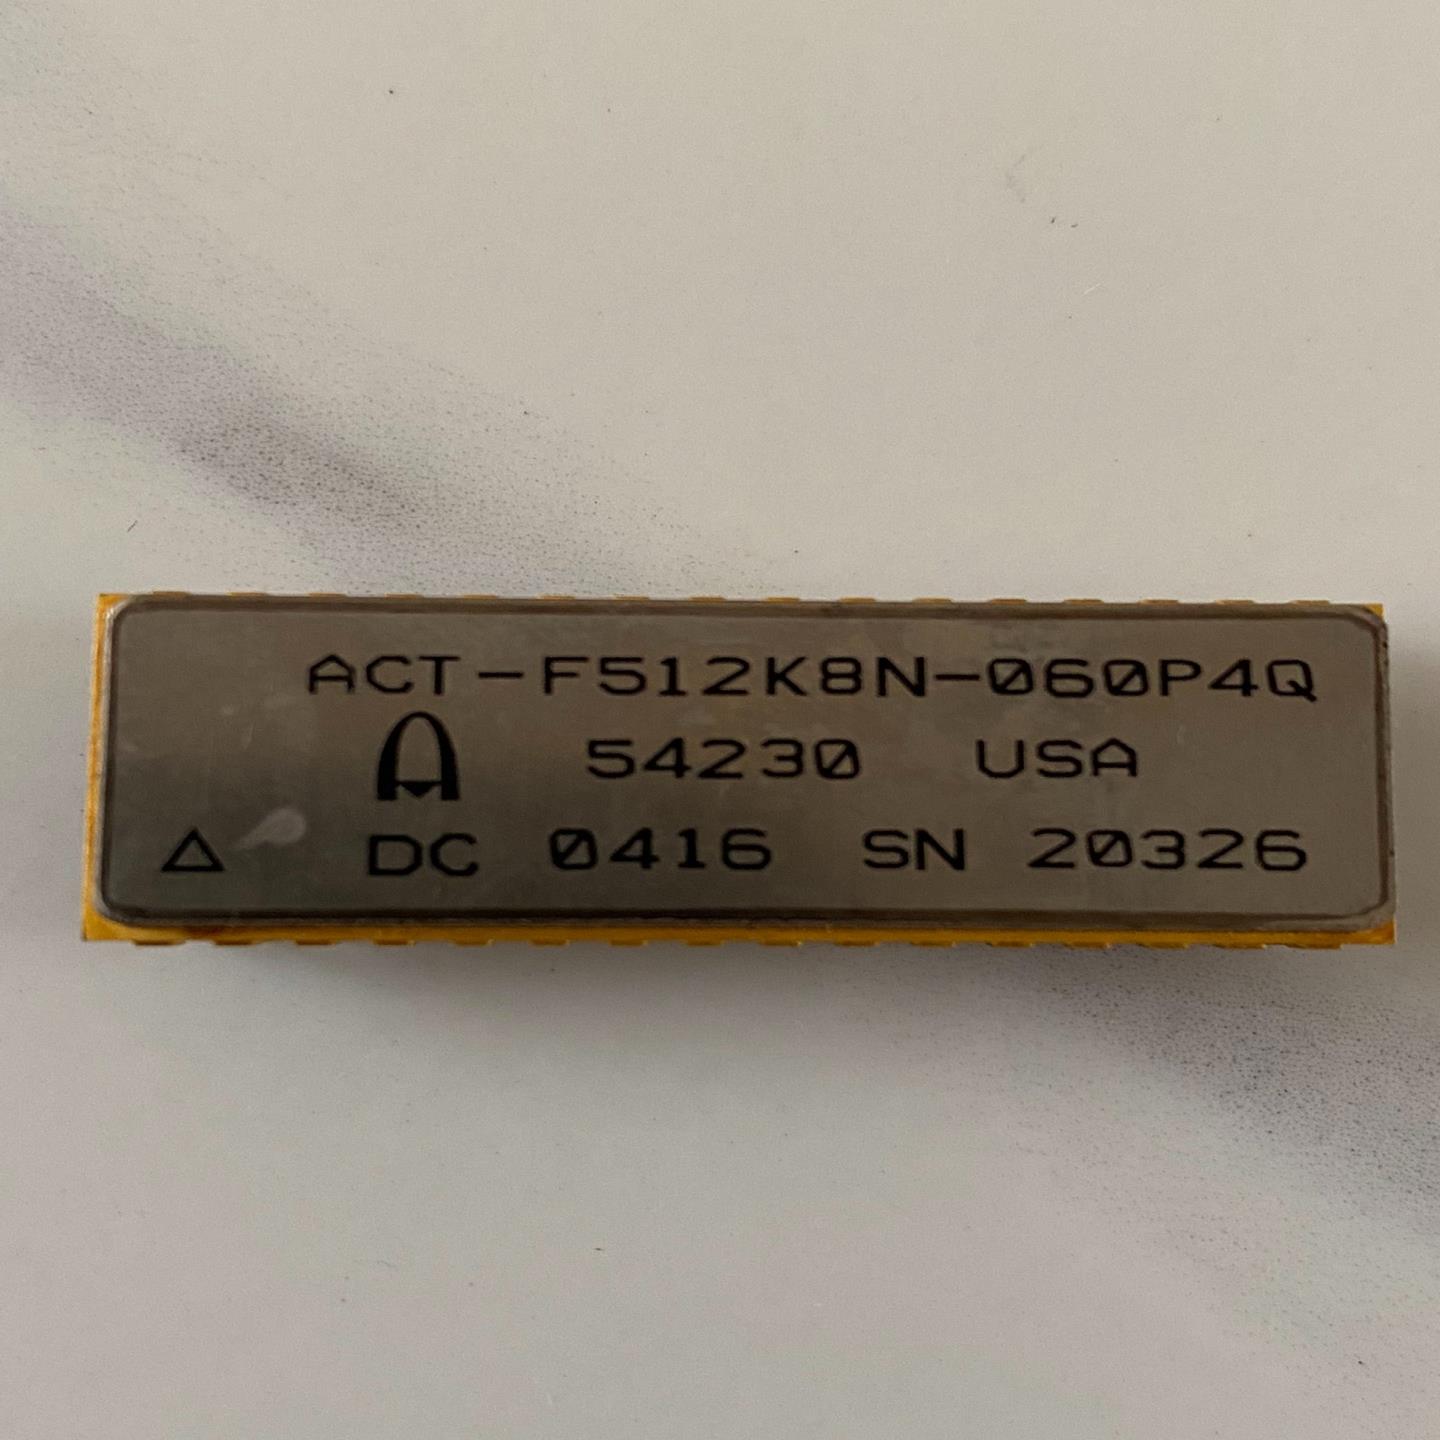 ACT-F512K8N-060P4Q
54230 USA
DC 0416 SN 20326